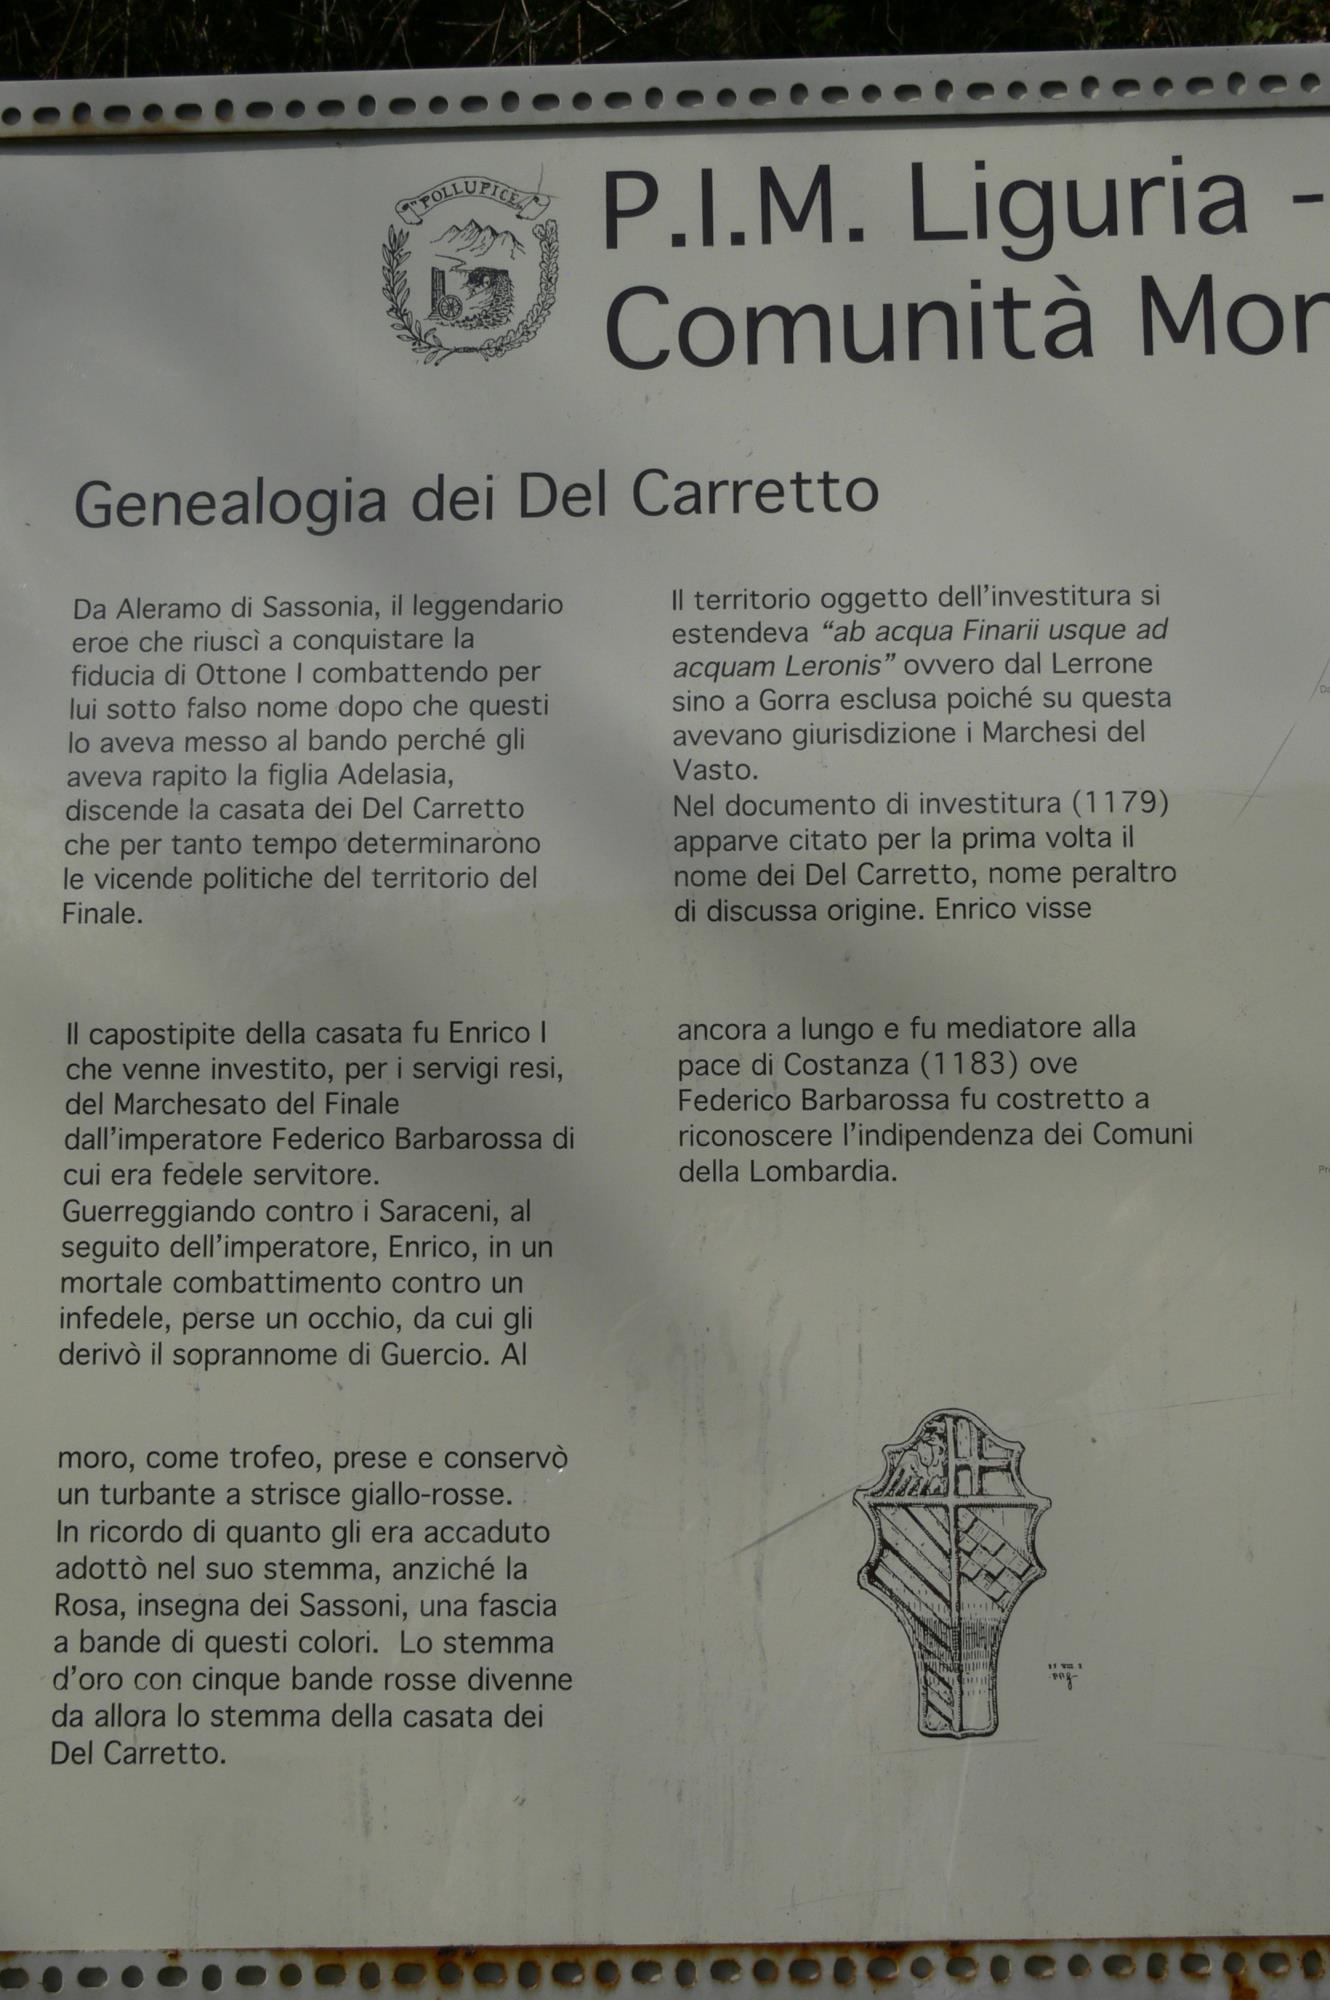 "POLLUPICE"
P.I.M. Liguria -
Comunità Mon
Genealogia dei Del Carretto
Da Aleramo di Sassonia, il leggendario
eroe che riuscì a conquistare la
fiducia di Ottone I combattendo per
lui sotto falso nome dopo che questi
lo aveva messo al bando perché gli
aveva rapito la figlia Adelasia,
discende la casata dei Del Carretto
che per tanto tempo determinarono
le vicende politiche del territorio del
Finale.
Il capostipite della casata fu Enrico I
che venne investito, per i servigi resi,
del Marchesato del Finale
dall'imperatore Federico Barbarossa di
cui era fedele servitore.
Guerreggiando contro i Saraceni, al
seguito dell'imperatore, Enrico, in un
mortale combattimento contro un
infedele, perse un occhio, da cui gli
derivò il soprannome di Guercio. Al
moro, come trofeo, prese e conservò
un turbante a strisce giallo-rosse.
In ricordo di quanto gli era accaduto
adottò nel suo stemma, anziché la
Rosa, insegna dei Sassoni, una fascia
a bande di questi colori. Lo stemma
d'oro con cinque bande rosse divenne
da allora lo stemma della casata dei
Del Carretto.
Il territorio oggetto dell'investitura si
estendeva "ab acqua Finarii usque ad
acquam Leronis" ovvero dal Lerrone
sino a Gorra esclusa poiché su questa
avevano giurisdizione i Marchesi del
Vasto.
Nel documento di investitura (1179)
apparve citato per la prima volta il
nome dei Del Carretto, nome peraltro
di discussa origine. Enrico visse
ancora a lungo e fu mediatore alla
pace di Costanza (1183) ove
Federico Barbarossa fu costretto a
riconoscere l'indipendenza dei Comuni
della Lombardia.